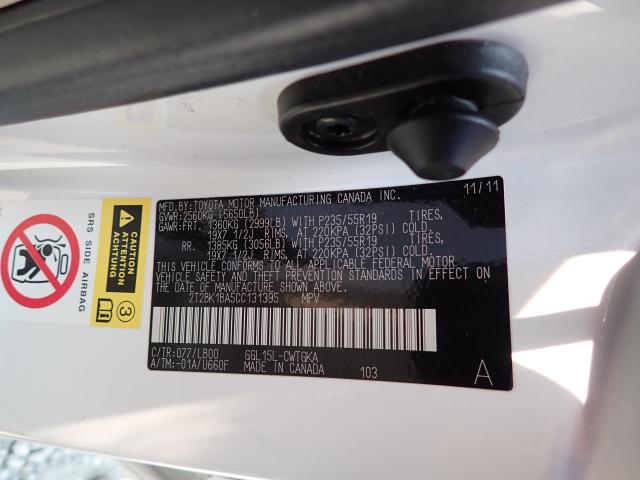 MFD.BY:TOYOTA MOTOR MANUFACTURING CANADA INC. 11/11
GVWR:2560KG (5650LB)
GAWR:FRT. 1360KG (2999LB) WITH P235/55R19 TIRES,
19X7 1/2J RIMS, AT 220KPA (32PSI) COLD
RR. 1385KG (3056LB) WITH P235/55R19 TIRES,
19X7 1/2J RIMS, AT 220KPA (32PSI) COLD
THIS VEHICLE CONFORMS TO ALL APPLICABLE FEDERAL MOTOR
VEHICLE SAFETY AND THEFT PREVENTION STANDARDS IN EFFECT ON
THE DATE OF MANUFACTURE SHOWN ABOVE.
2T2BK1BA5CC131395 MPV
C/TR:077/LB00 GGL15L-CWTGKA
A/TM:-01A/U660F MADE IN CANADA 103 A
SRS SIDE AIRBAG
3